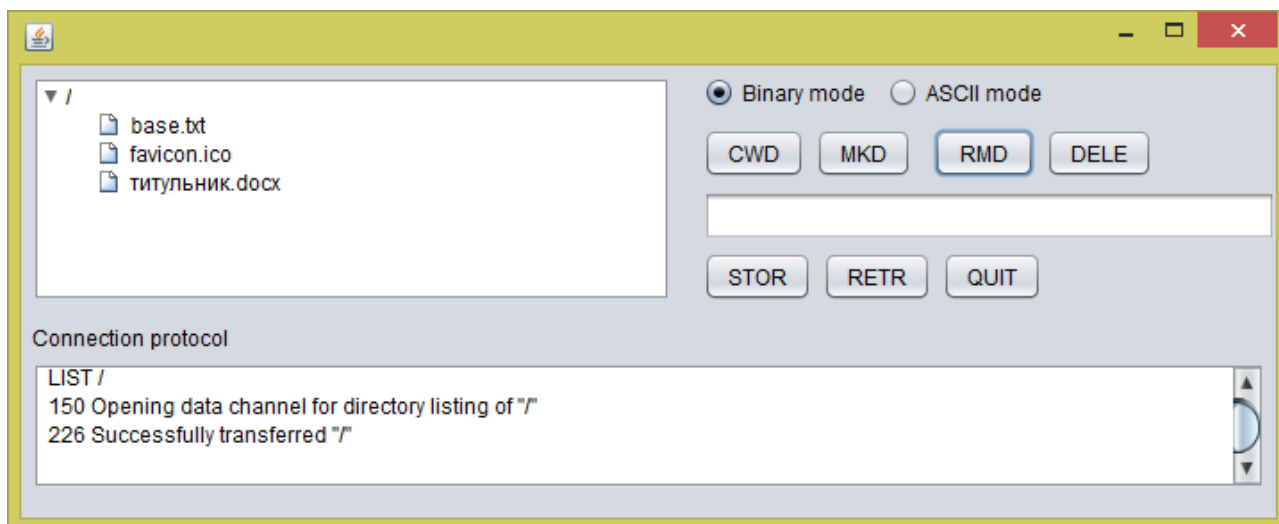 /
base.txt
favicon.ico
титульник.docx
Binary mode ASCII mode
CWD MKD RMD DELE
STOR RETR QUIT
Connection protocol
LIST /
150 Opening data channel for directory listing of "/"
226 Successfully transferred "/"